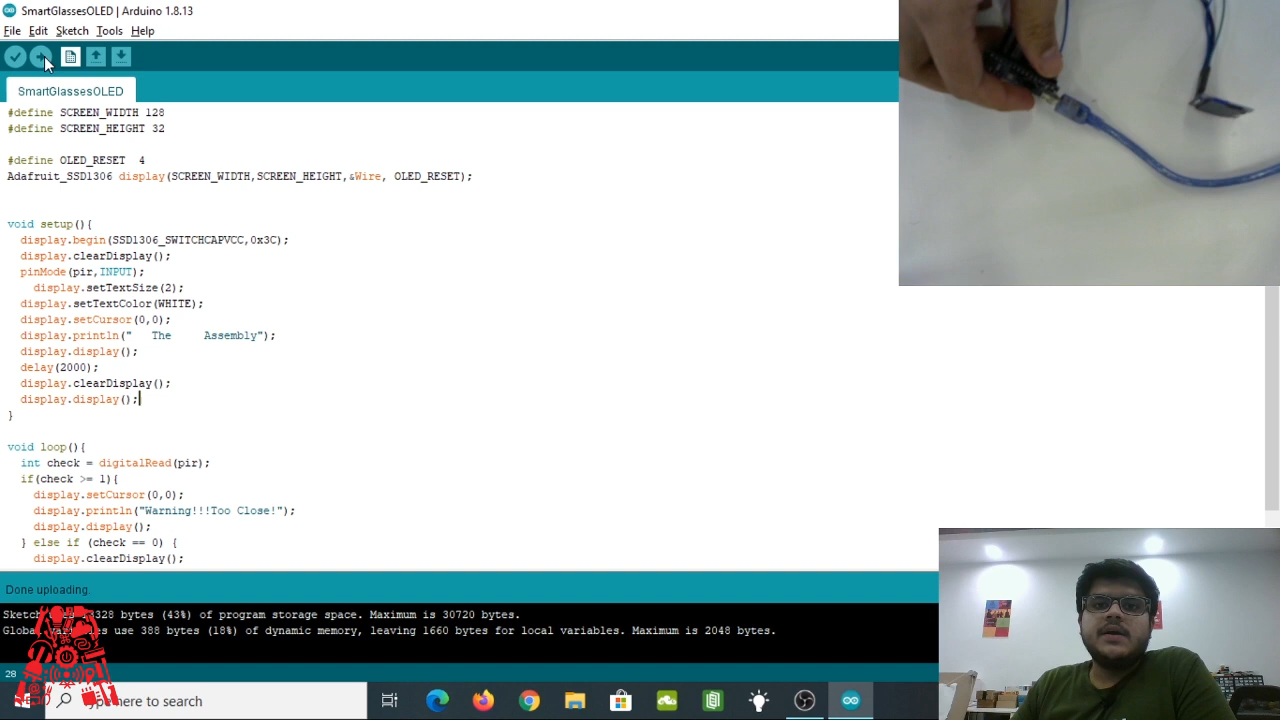 SmartGlassesOLED | Arduino 1.8.13
File Edit Sketch Tools Help
SmartGlassesOLED
#define SCREEN_WIDTH 128
#define SCREEN_HEIGHT 32
#define OLED_RESET  4
Adafruit_SSD1306 display(SCREEN_WIDTH,SCREEN_HEIGHT,&Wire, OLED_RESET);
void setup(){
  display.begin(SSD1306_SWITCHCAPVCC,0x3C);
  display.clearDisplay();
  pinMode(pir,INPUT);
    display.setTextSize(2);
  display.setTextColor(WHITE);
  display.setCursor(0,0);
  display.println("   The     Assembly");
  display.display();
  delay(2000);
  display.clearDisplay();
  display.display();
}
void loop(){
  int check = digitalRead(pir);
  if(check >= 1){
    display.setCursor(0,0);
    display.println("Warning!!!Too Close!");
    display.display();
  } else if (check == 0) {
    display.clearDisplay();
Done uploading.
Sketch 3328 bytes (43%) of program storage space. Maximum is 30720 bytes.
Global variables use 388 bytes (18%) of dynamic memory, leaving 1660 bytes for local variables. Maximum is 2048 bytes.
28
here to search